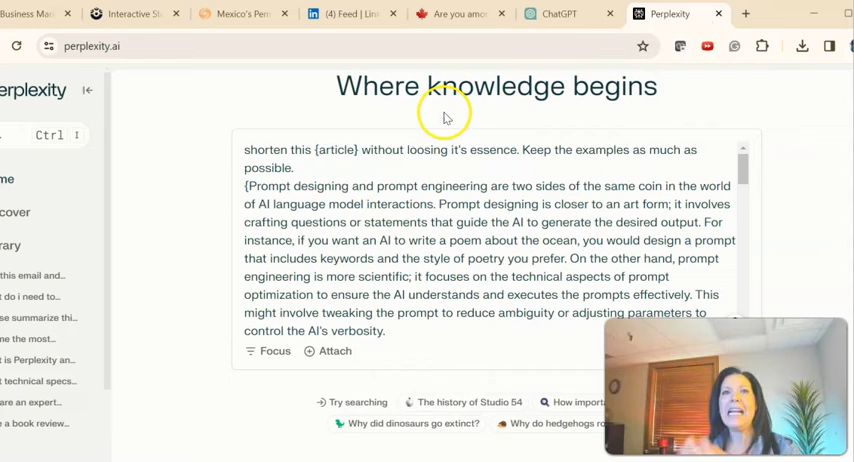 Business Mar
Interactive St
Mexico's Pem
(4) Feed | Lin
Are you amor
ChatGPT
Perplexity
perplexity.ai
erplexity
Where knowledge begins
Ctrl I
me
cover
rary
this email and...
t do i need to...
se summarize thi...
me the most...
t is Perplexity an...
t technical specs...
are an expert...
e a book review...
shorten this {article} without loosing it's essence. Keep the examples as much as
possible.
{Prompt designing and prompt engineering are two sides of the same coin in the world
of AI language model interactions. Prompt designing is closer to an art form; it involves
crafting questions or statements that guide the AI to generate the desired output. For
instance, if you want an AI to write a poem about the ocean, you would design a prompt
that includes keywords and the style of poetry you prefer. On the other hand, prompt
engineering is more scientific; it focuses on the technical aspects of prompt
optimization to ensure the AI understands and executes the prompts effectively. This
might involve tweaking the prompt to reduce ambiguity or adjusting parameters to
control the AI's verbosity.
Focus
Attach
Try searching
The history of Studio 54
How importa
Why did dinosaurs go extinct?
Why do hedgehogs ro